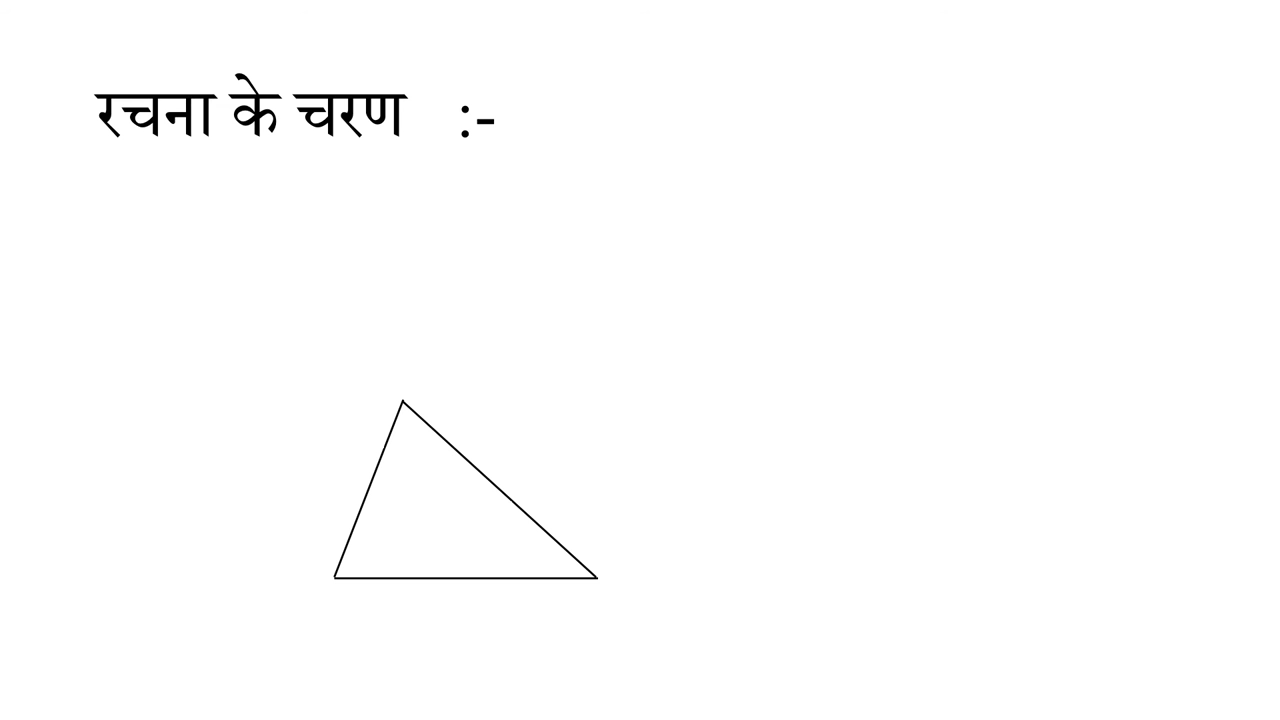 रचना के चरण :-